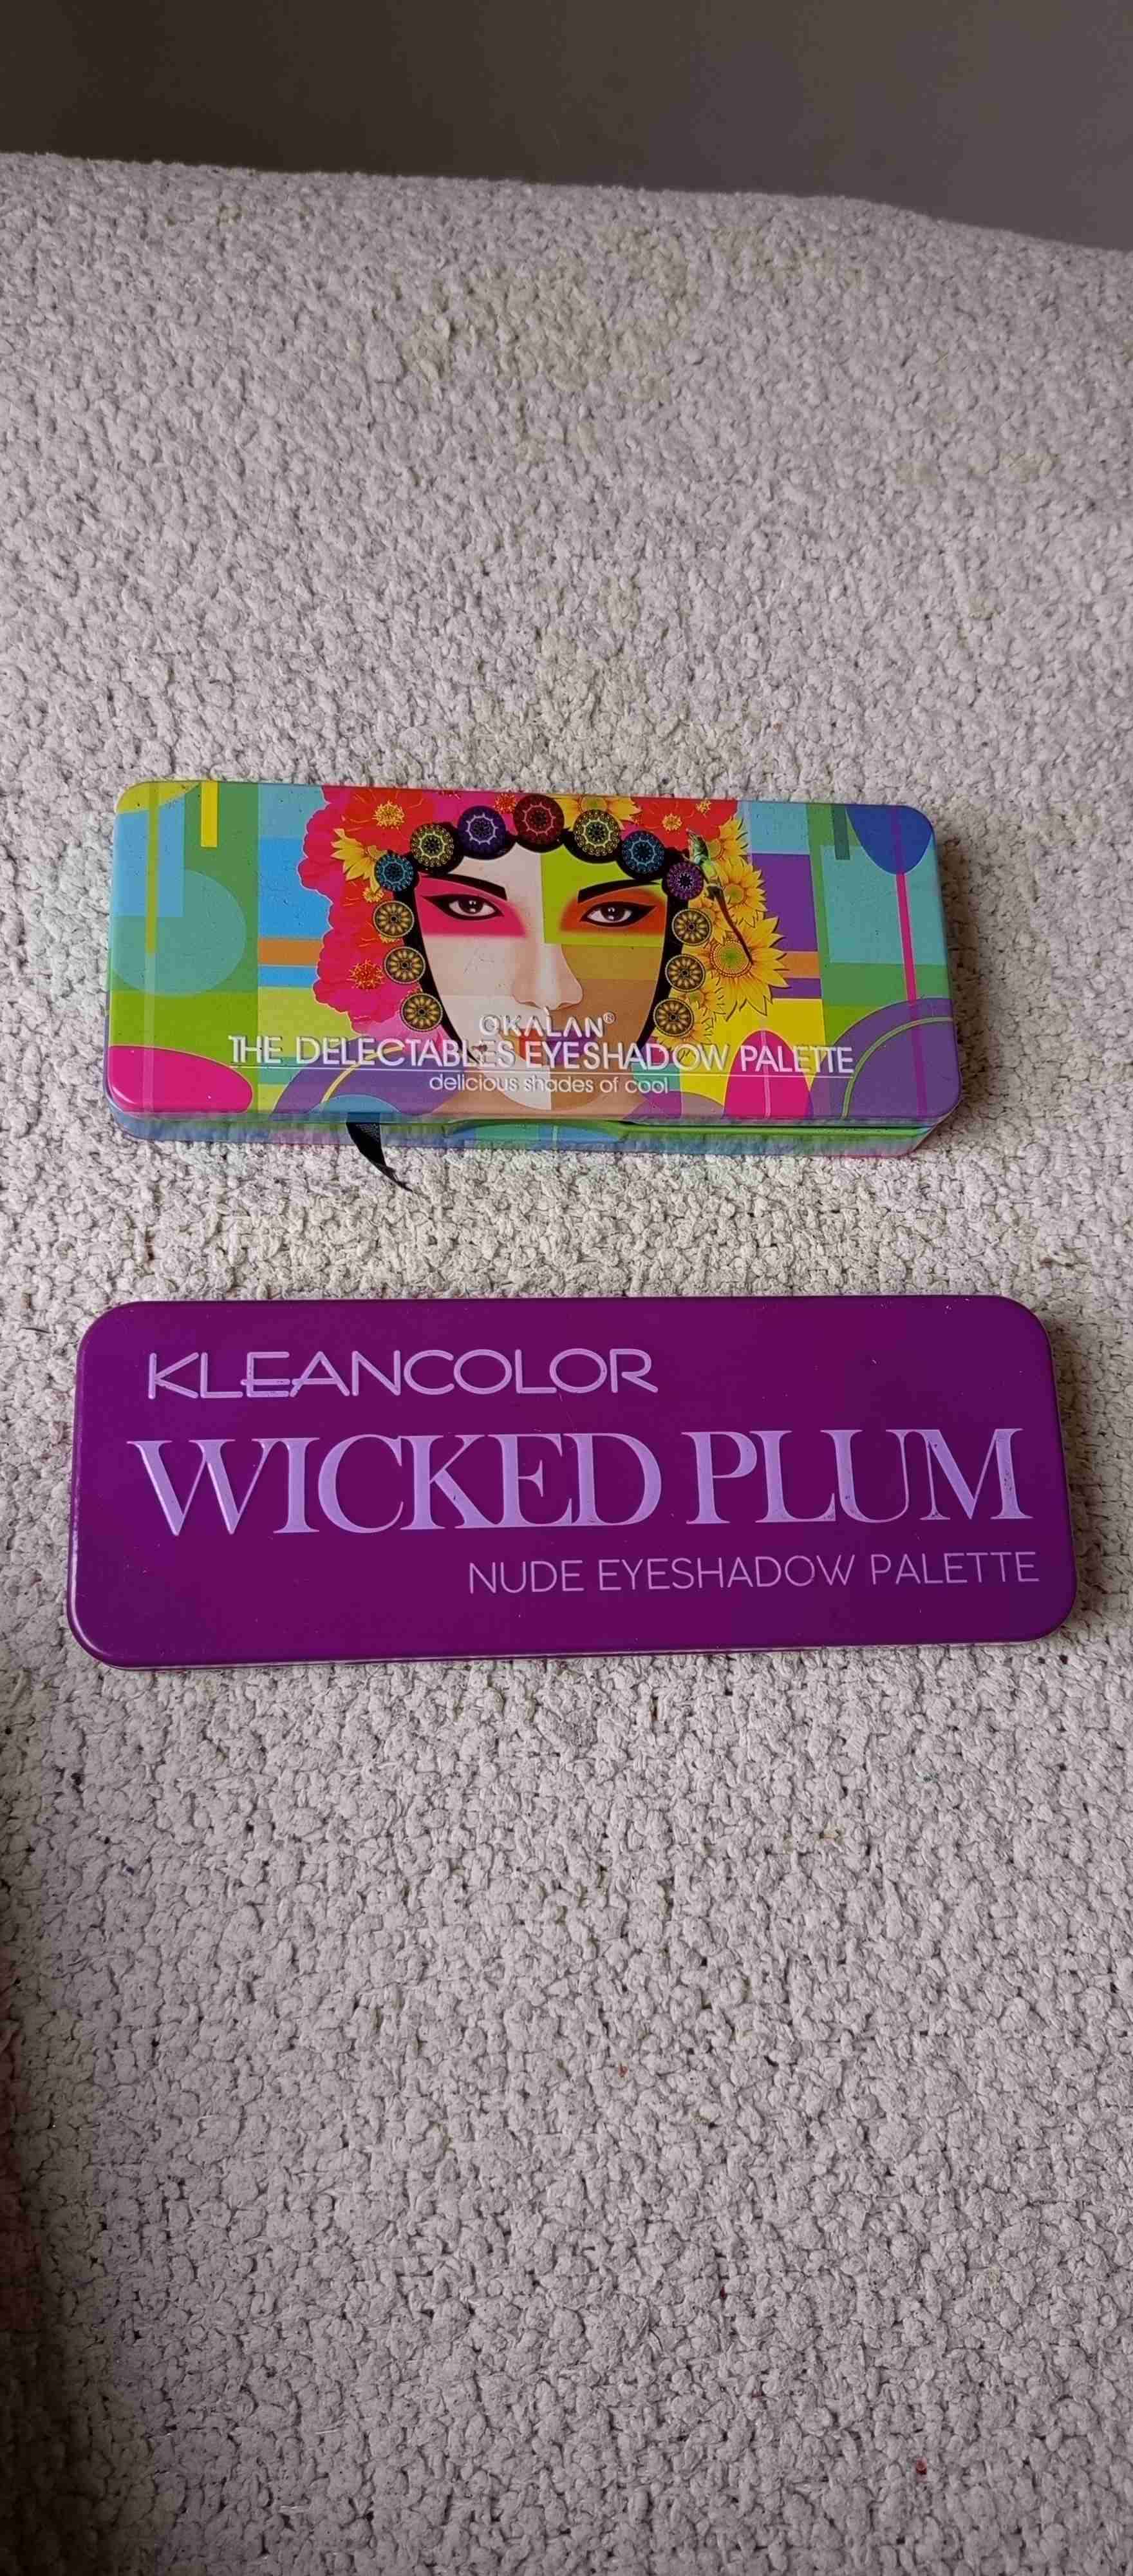 OKALAN®
THE DELECTABLES EYESHADOW PALETTE
delicious shades of cool
KLEANCOLOR
WICKED PLUM
NUDE EYESHADOW PALETTE